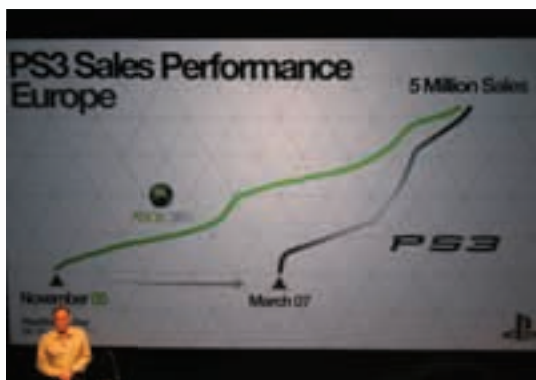 PS3 Sales Performance
Europe
5 Million Sales
XBOX 360
PS3
November 05
March 07